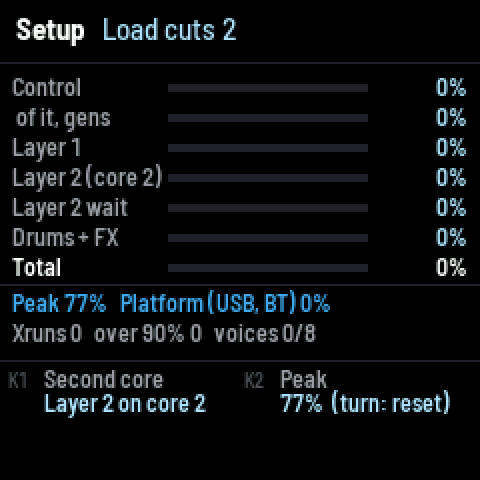 Setup Load cuts 2
Control 0%
of it, gens 0%
Layer 1 0%
Layer 2 (core 2) 0%
Layer 2 wait 0%
Drums + FX 0%
Total 0%
Peak 77% Platform (USB, BT) 0%
Xruns 0 over 90% 0 voices 0/8
K1 Second core K2 Peak
Layer 2 on core 2 77% (turn: reset)